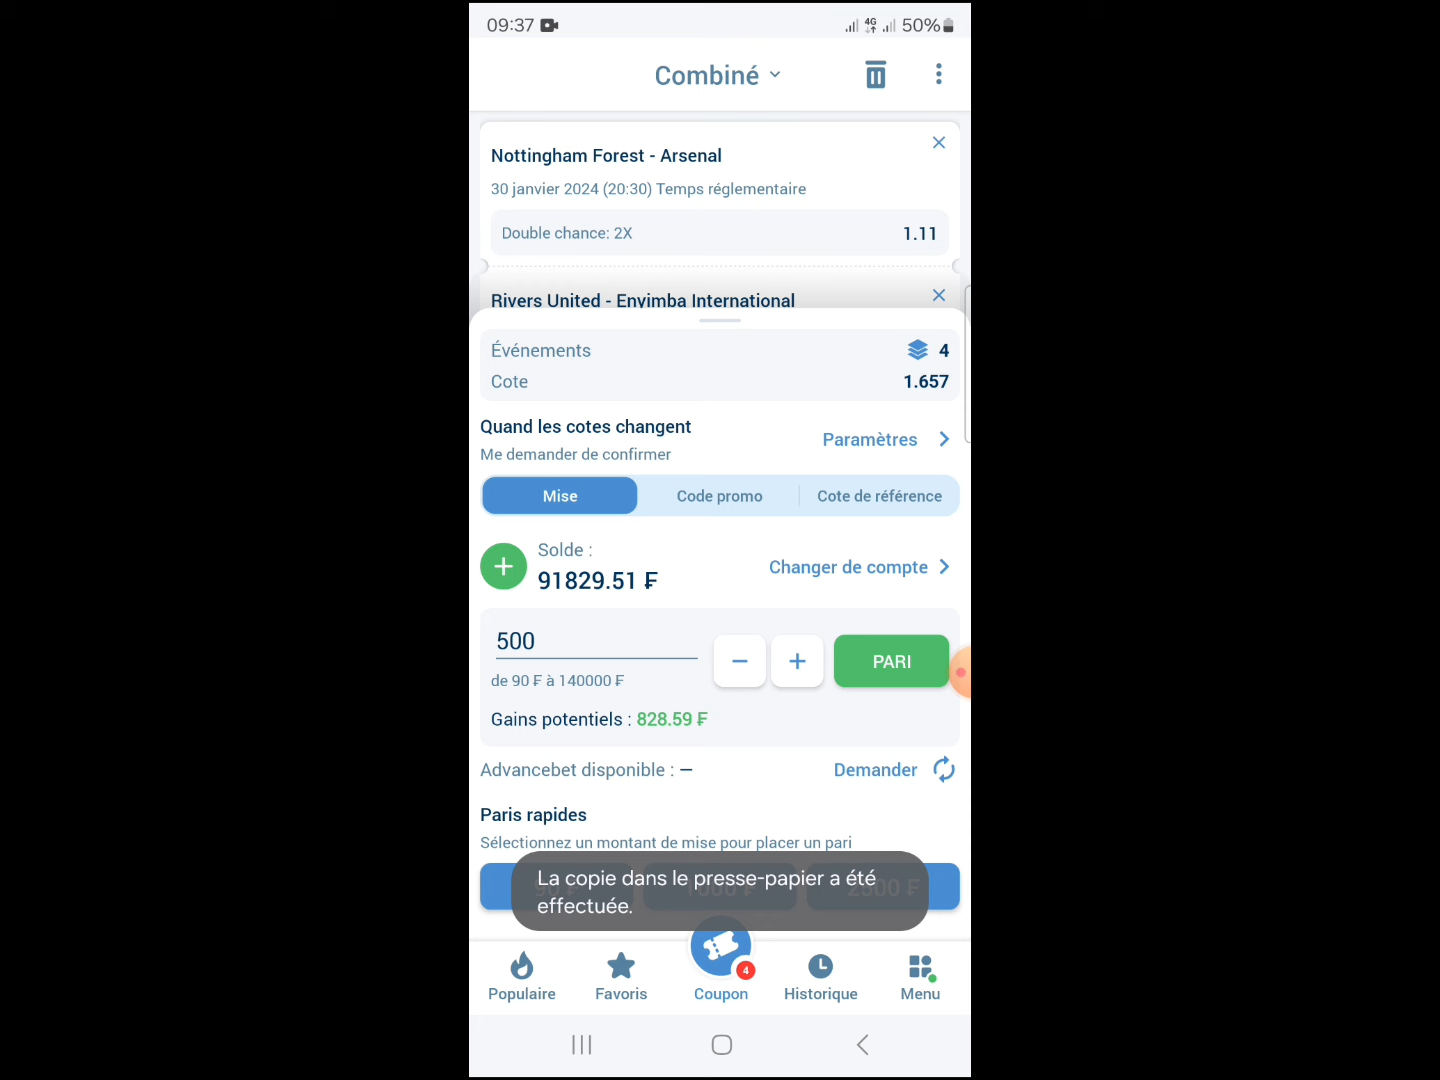 09:37
4G
50%
Combiné
Nottingham Forest - Arsenal
30 janvier 2024 (20:30) Temps réglementaire
Double chance: 2X
1.11
Rivers United - Enyimba International
Événements
4
Cote
1.657
Quand les cotes changent
Me demander de confirmer
Paramètres
Mise
Code promo
Cote de référence
Solde :
91829.51 ₣
Changer de compte
500
PARI
de 90 ₣ à 140000 ₣
Gains potentiels : 828.59 ₣
Advancebet disponible : –
Demander
Paris rapides
Sélectionnez un montant de mise pour placer un pari
La copie dans le presse-papier a été
effectuée.
4
Populaire
Favoris
Coupon
Historique
Menu